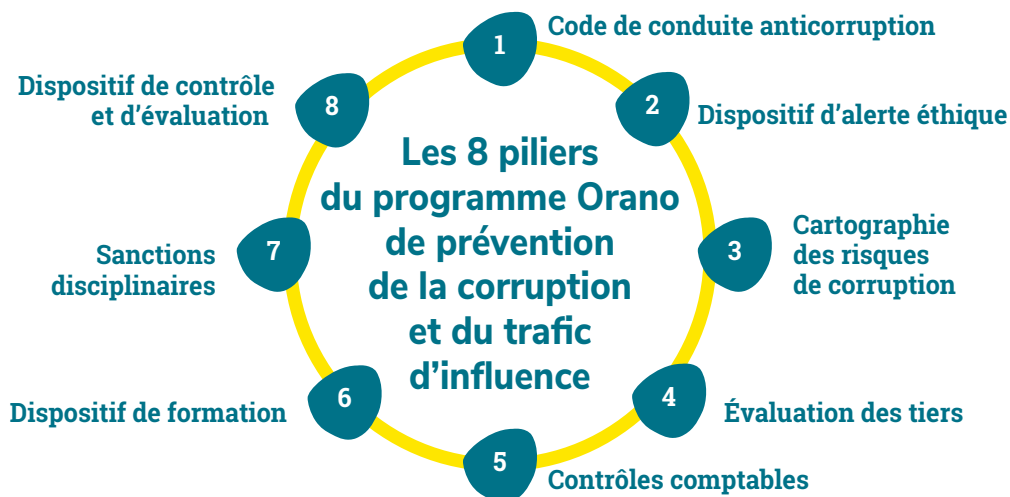 Les 8 piliers
du programme Orano
de prévention
de la corruption
et du trafic
d'influence
1
Code de conduite anticorruption
2
Dispositif d'alerte éthique
3
Cartographie
des risques
de corruption
4
Évaluation des tiers
5
Contrôles comptables
6
Dispositif de formation
7
Sanctions
disciplinaires
8
Dispositif de contrôle
et d'évaluation